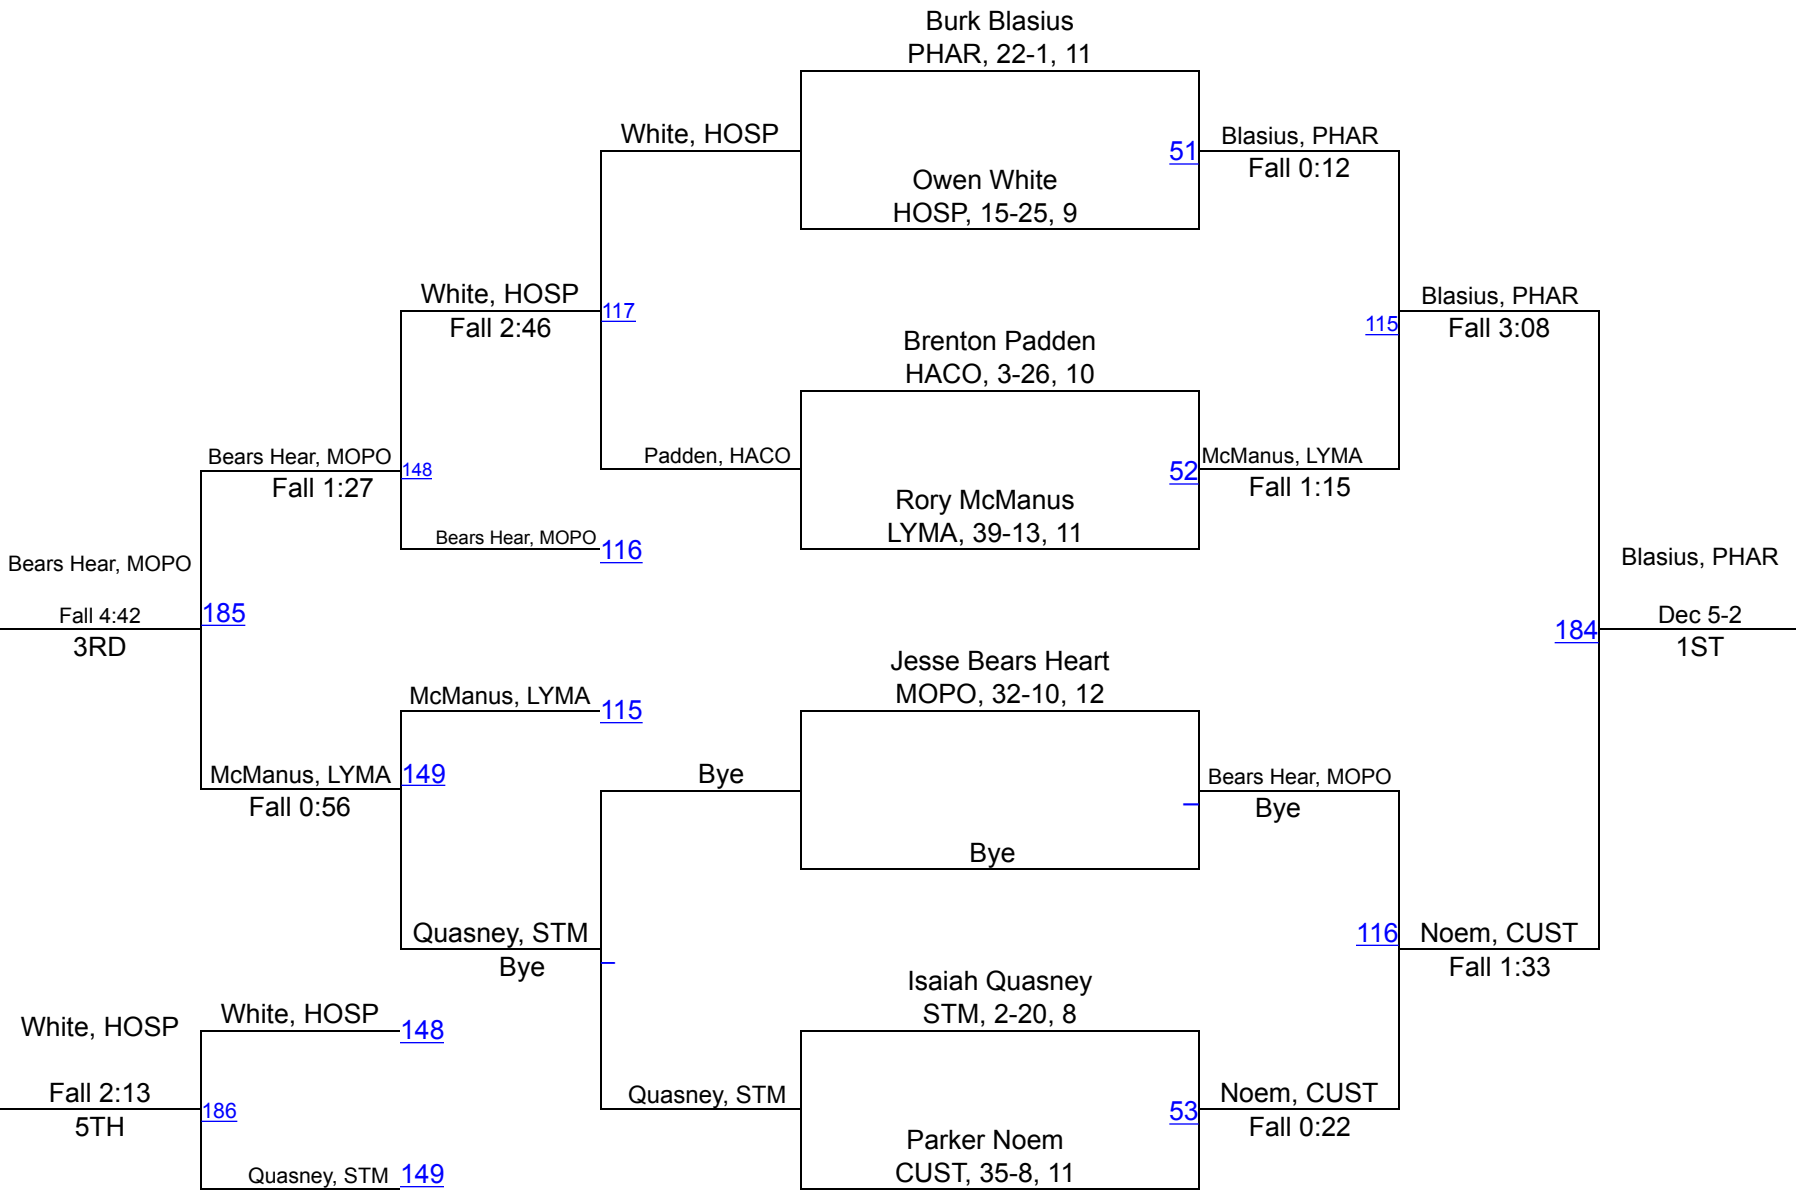 Burk Blasius
PHAR, 22-1, 11
White, HOSP
51
Blasius, PHAR
Fall 0:12
Owen White
HOSP, 15-25, 9
White, HOSP
Fall 2:46
117
115
Blasius, PHAR
Fall 3:08
Brenton Padden
HACO, 3-26, 10
Bears Hear, MOPO
Fall 1:27
148
Padden, HACO
52
McManus, LYMA
Fall 1:15
Rory McManus
LYMA, 39-13, 11
Bears Hear, MOPO
116
Bears Hear, MOPO
Fall 4:42
3RD
185
Blasius, PHAR
184
Dec 5-2
1ST
Jesse Bears Heart
MOPO, 32-10, 12
McManus, LYMA
115
McManus, LYMA
Fall 0:56
149
Bye
Bears Hear, MOPO
Bye
Bye
Quasney, STM
Bye
116
Noem, CUST
Fall 1:33
Isaiah Quasney
STM, 2-20, 8
White, HOSP
White, HOSP
148
Fall 2:13
5TH
186
Quasney, STM
53
Noem, CUST
Fall 0:22
Parker Noem
CUST, 35-8, 11
Quasney, STM
149